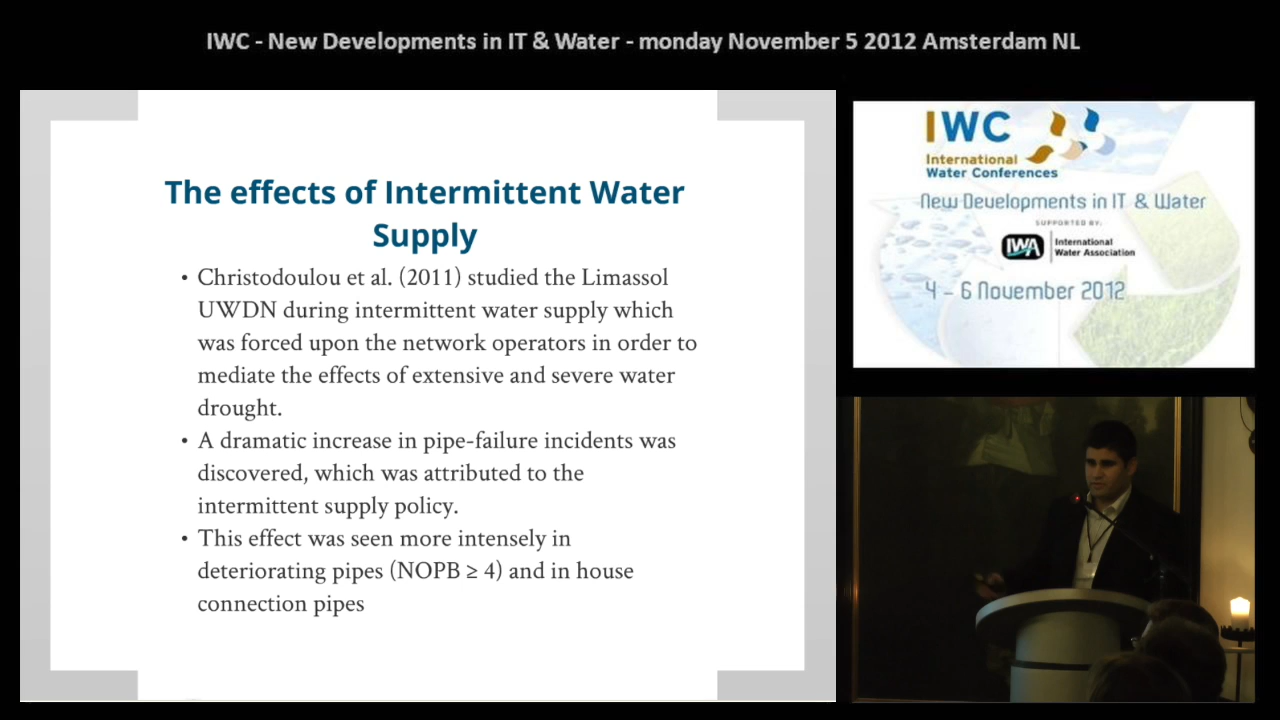 IWC - New Developments in IT & Water - monday November 5 2012 Amsterdam NL
The effects of Intermittent Water
Supply
• Christodoulou et al. (2011) studied the Limassol
UWDN during intermittent water supply which
was forced upon the network operators in order to
mediate the effects of extensive and severe water
drought.
• A dramatic increase in pipe-failure incidents was
discovered, which was attributed to the
intermittent supply policy.
• This effect was seen more intensely in
deteriorating pipes (NOPB ≥ 4) and in house
connection pipes
IWC
International
Water Conferences
New Developments in IT & Water
SUPPORTED BY:
IWA
International
Water Association
4 - 6 November 2012